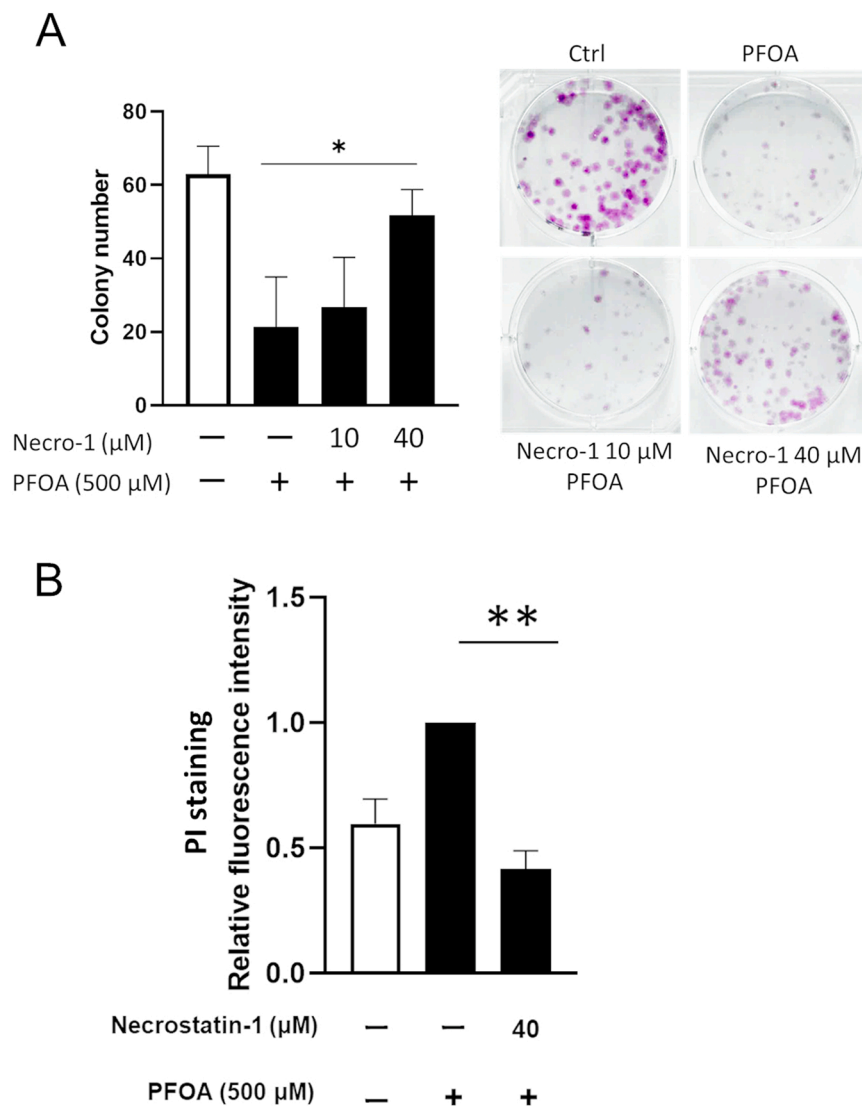 A
Ctrl PFOA
80
60
40
20
0
Colony number
*
Necro-1 (μM) — — 10 40
PFOA (500 μM) — + + +
Necro-1 10 μM
PFOA
Necro-1 40 μM
PFOA
B
1.5
1.0
0.5
0.0
PI staining
Relative fluorescence intensity
**
Necrostatin-1 (μM) — — 40
PFOA (500 μM) — + +